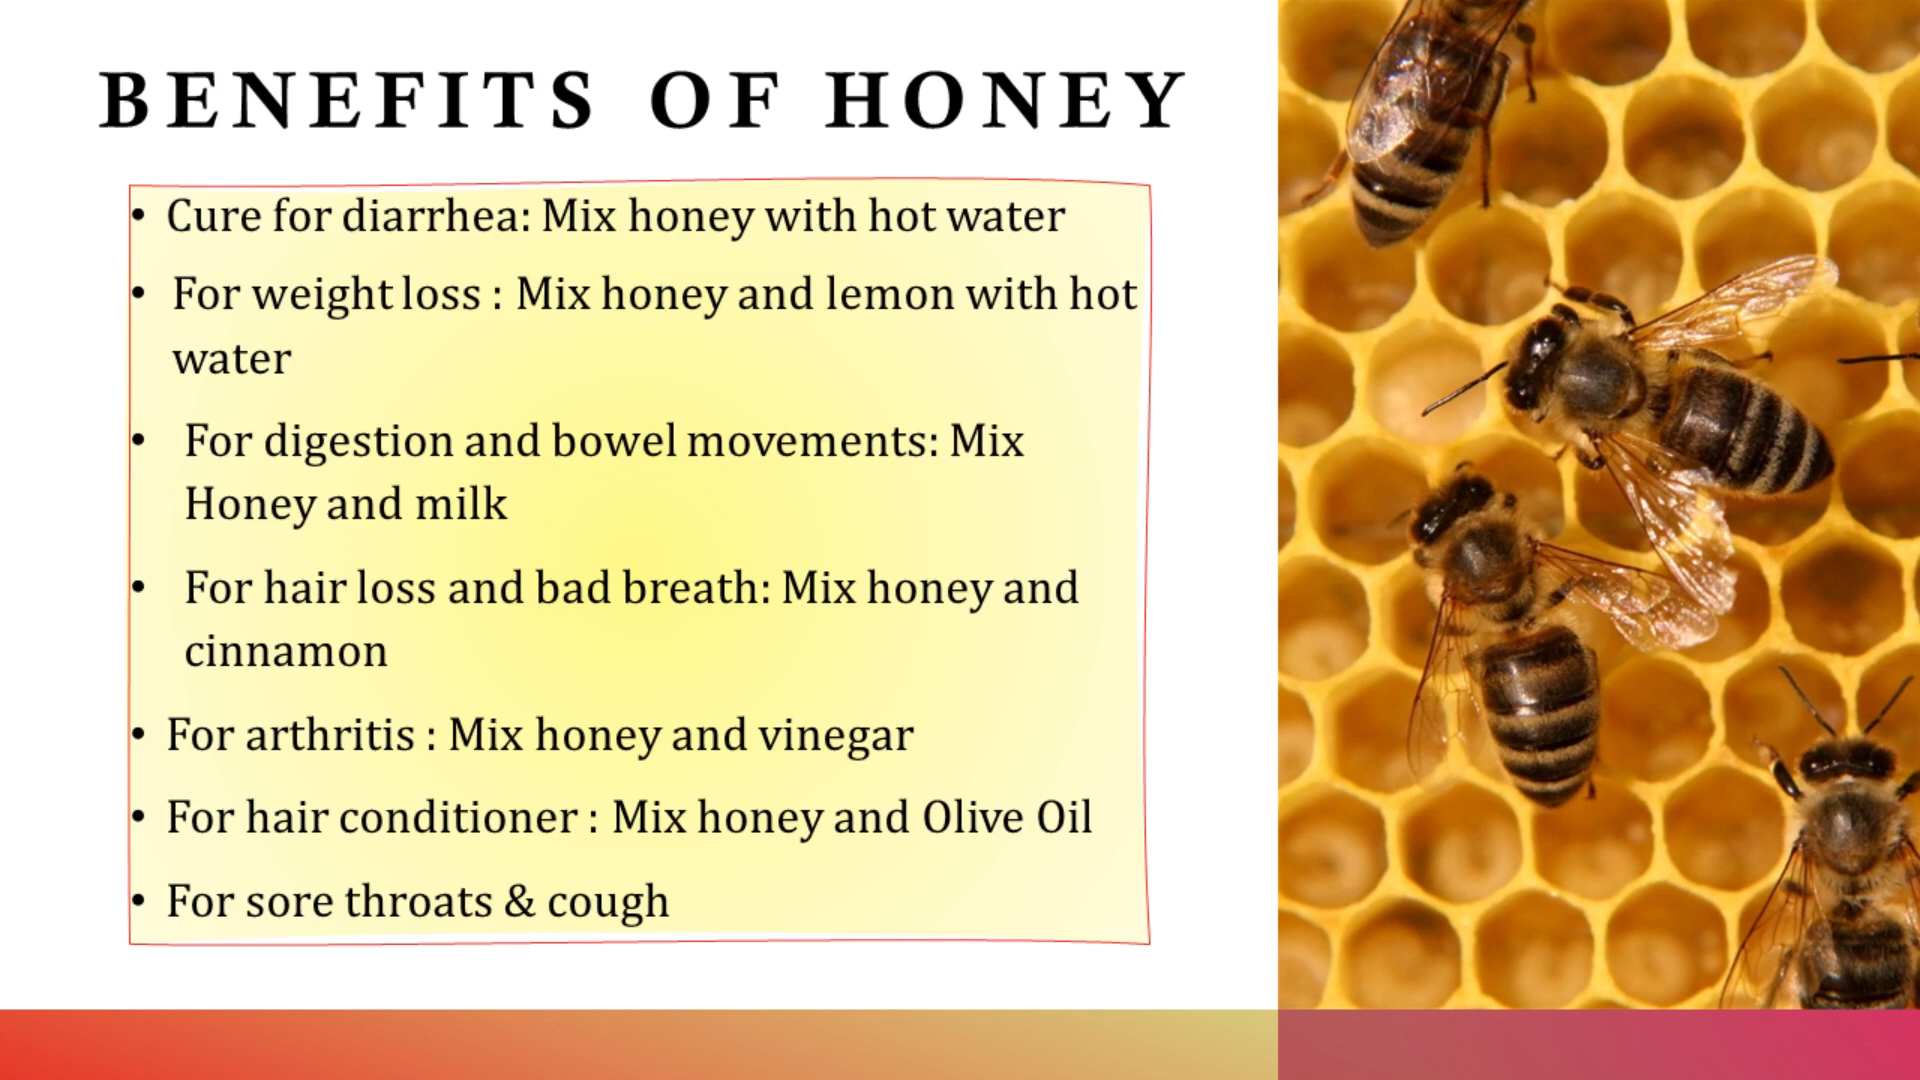 BENEFITS OF HONEY
• Cure for diarrhea: Mix honey with hot water
• For weight loss : Mix honey and lemon with hot
water
• For digestion and bowel movements: Mix
Honey and milk
• For hair loss and bad breath: Mix honey and
cinnamon
• For arthritis : Mix honey and vinegar
• For hair conditioner : Mix honey and Olive Oil
• For sore throats & cough